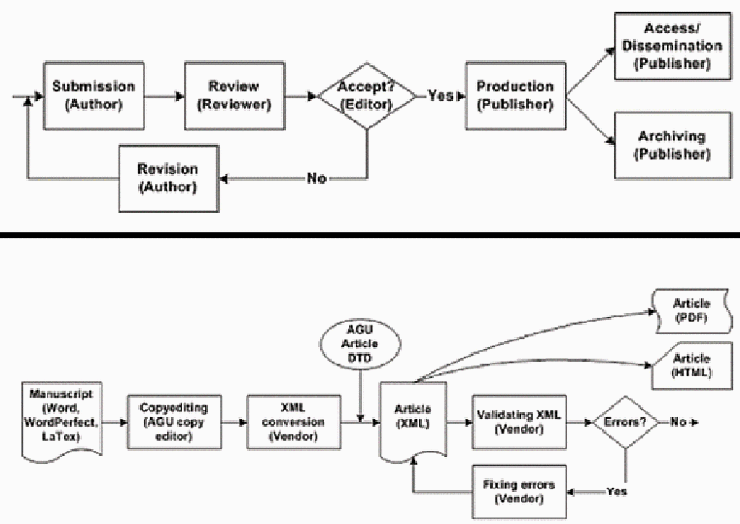 Submission
(Author)
Review
(Reviewer)
Accept?
(Editor)
Yes
Production
(Publisher)
Access/
Dissemination
(Publisher)
Archiving
(Publisher)
Revision
(Author)
No
AGU
Article
DTD
Article
(PDF)
Article
(HTML)
Manuscript
(Word,
WordPerfect,
LaTex)
Copyediting
(AGU copy
editor)
XML
conversion
(Vendor)
Article
(XML)
Validating XML
(Vendor)
Errors?
No
Fixing errors
(Vendor)
Yes